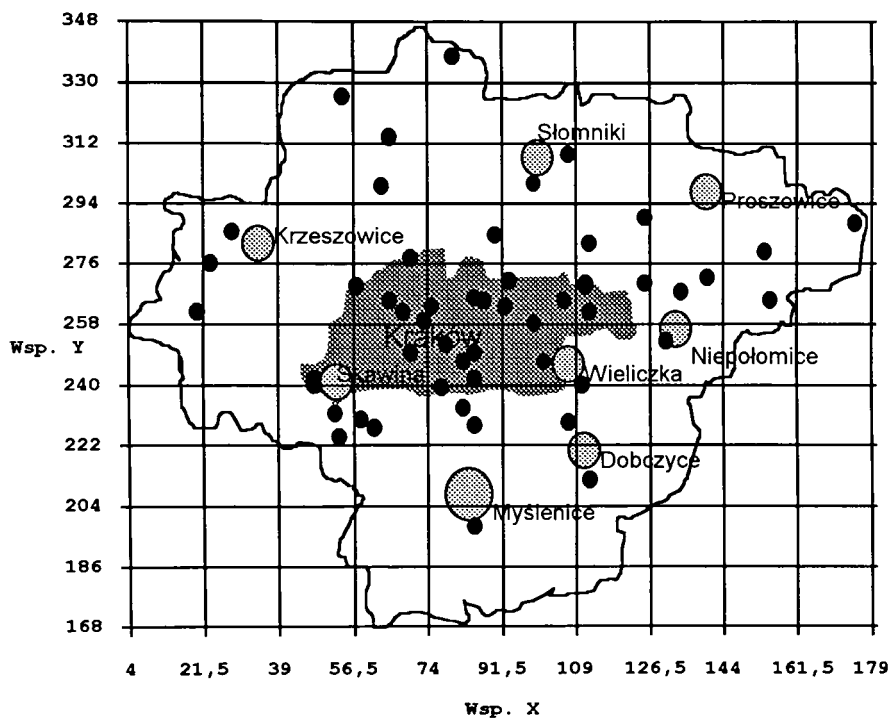 348
330
312
294
276
258
Wsp. Y
240
222
204
186
168
Słomniki
Proszowice
Krzeszowice
Kraków
Niepołomice
Skawina
Wieliczka
Dobczyce
Myślenice
4 21,5 39 56,5 74 91,5 109 126,5 144 161,5 179
Wsp. X